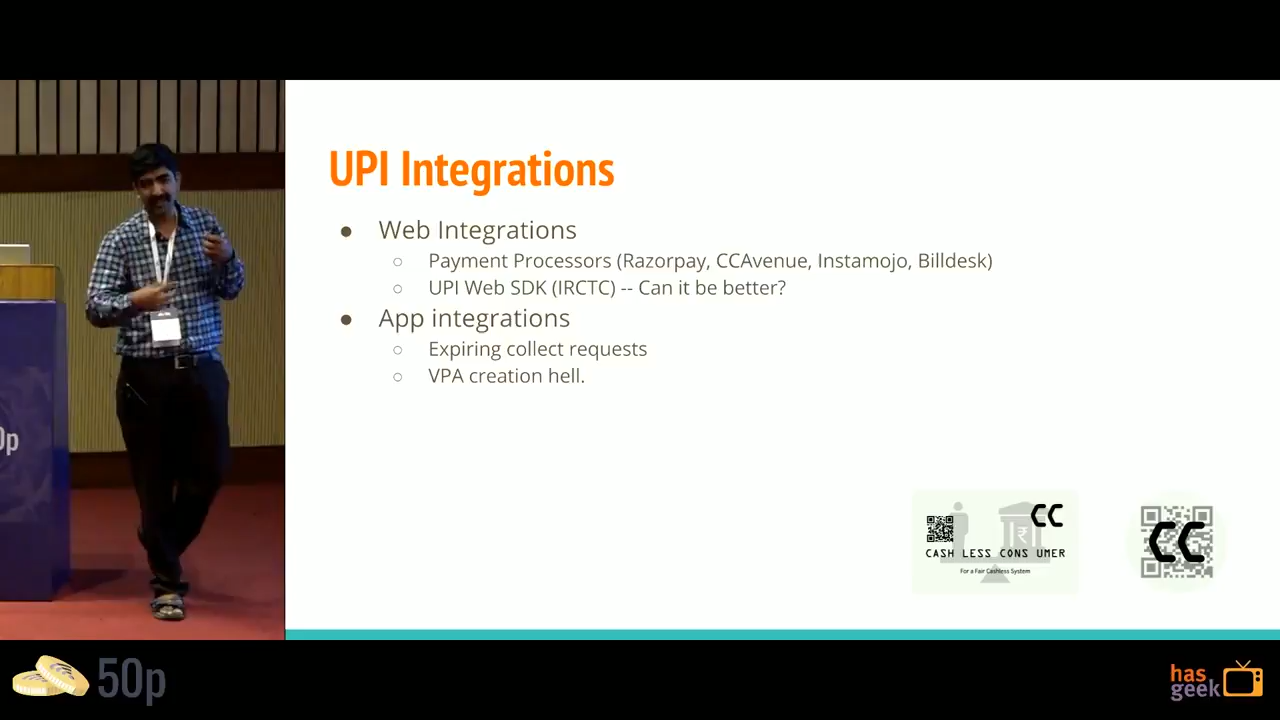 UPI Integrations
● Web Integrations
○ Payment Processors (Razorpay, CCAvenue, Instamojo, Billdesk)
○ UPI Web SDK (IRCTC) -- Can it be better?
● App integrations
○ Expiring collect requests
○ VPA creation hell.
0p
CC
₹
CASH LESS CONS UMER
For a Fair Cashless System
CC
50p
has
geek